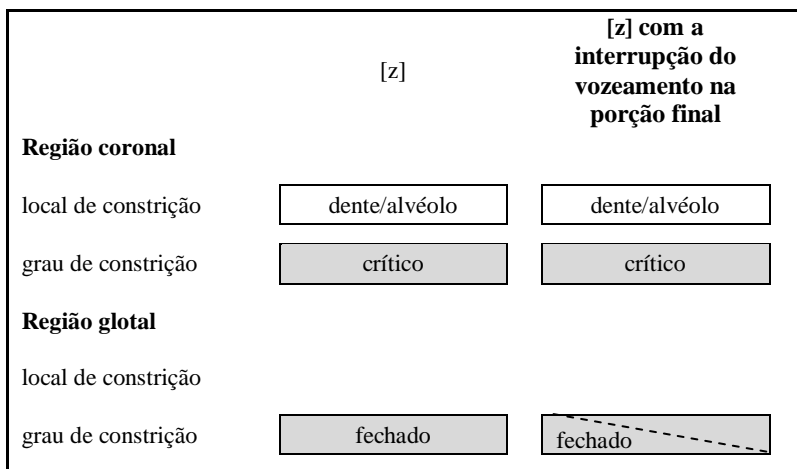 [z]
[z] com a
interrupção do
vozeamento na
porção final
Região coronal
local de constrição dente/alvéolo dente/alvéolo
grau de constrição crítico crítico
Região glotal
local de constrição
grau de constrição fechado fechado